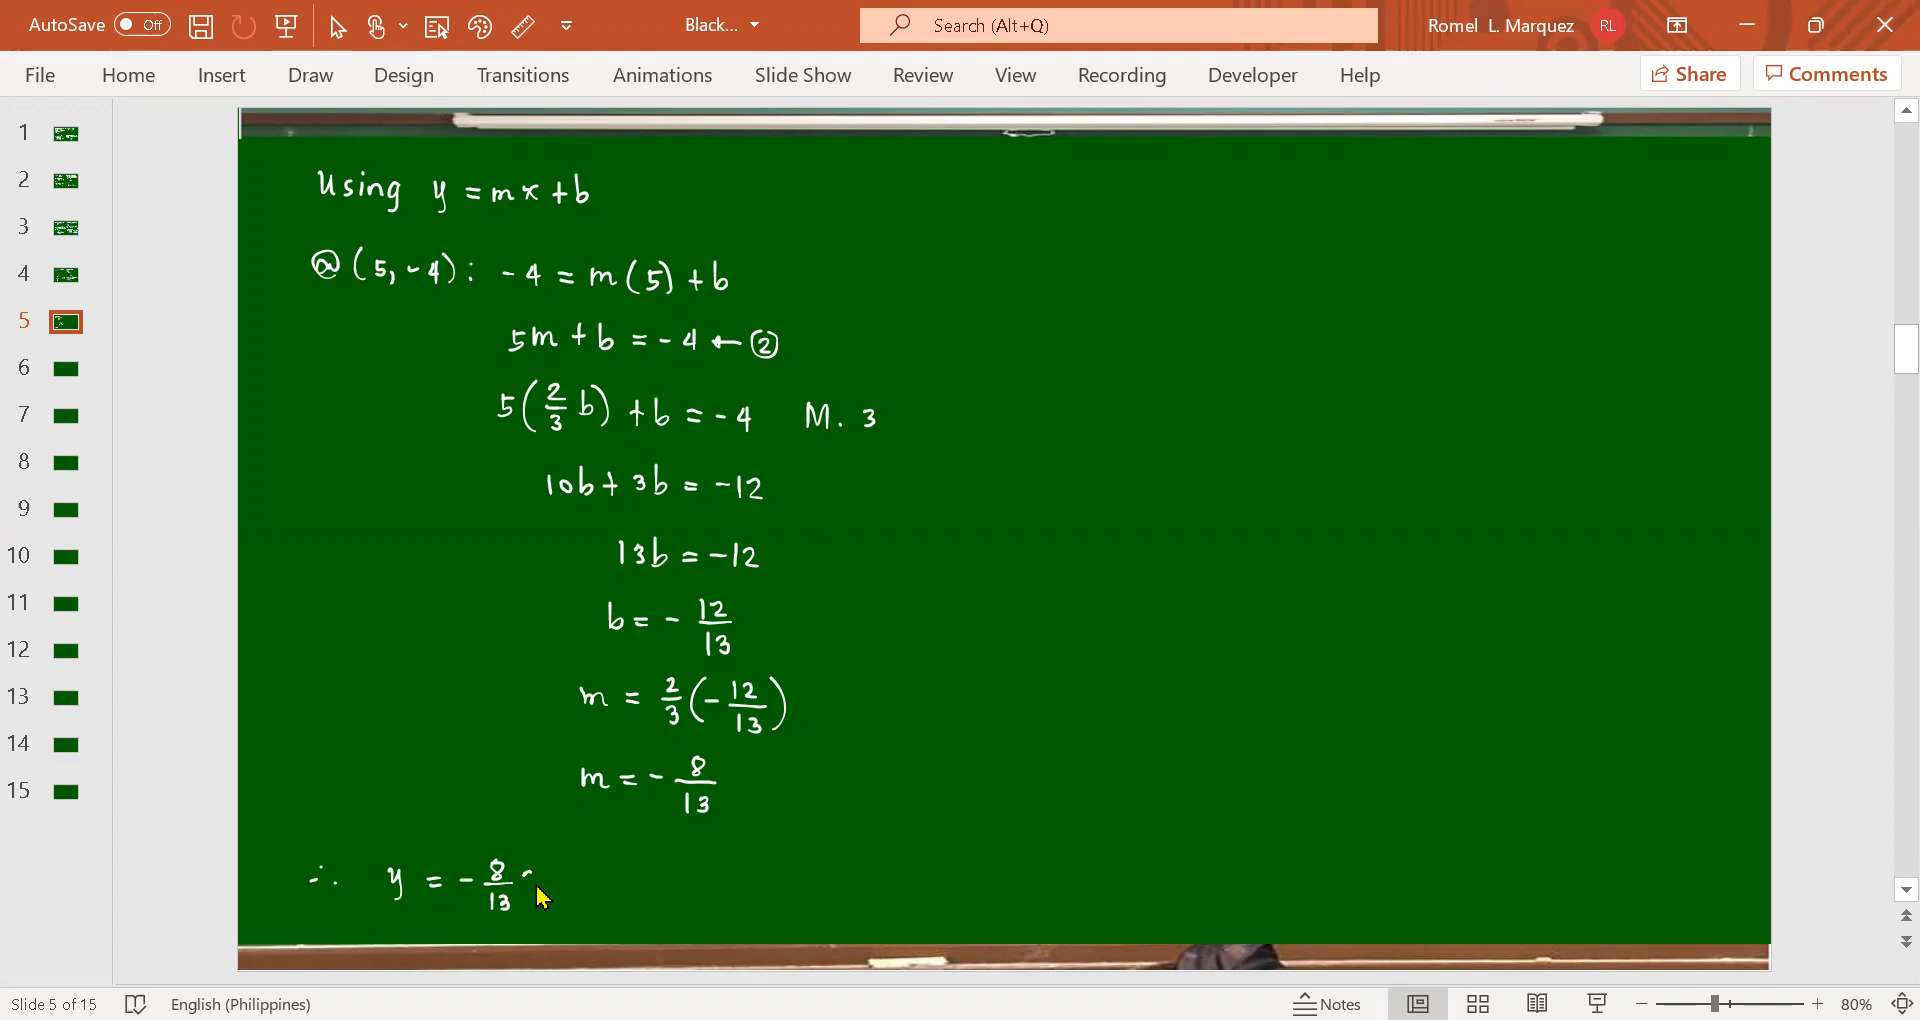 AutoSave Off Black... Search (Alt+Q) Romel L. Marquez RL
File Home Insert Draw Design Transitions Animations Slide Show Review View Recording Developer Help Share Comments
1
2
3
4
5
6
7
8
9
10
11
12
13
14
15
Using y = mx + b
@ (5, -4) : -4 = m(5) + b
5m + b = -4 ← ②
5(2/3 b) + b = -4 M. 3
10b + 3b = -12
13b = -12
b = - 12/13
m = 2/3 (- 12/13)
m = - 8/13
∴ y = - 8/13
Slide 5 of 15 English (Philippines) Notes 80%